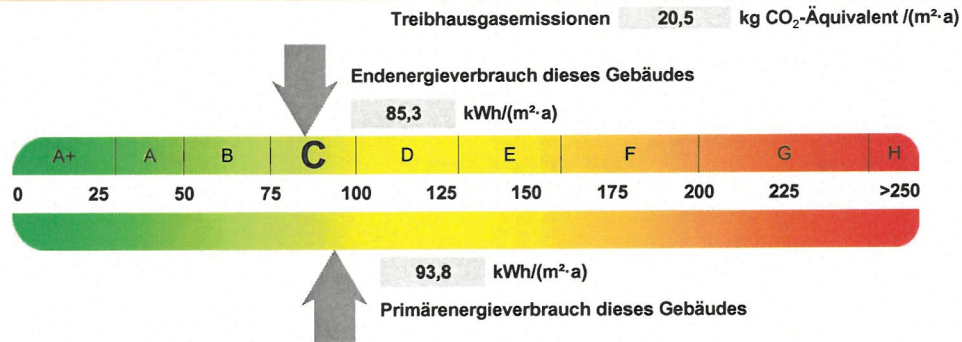 Treibhausgasemissionen 20,5 kg CO₂-Äquivalent /(m²·a)
Endenergieverbrauch dieses Gebäudes
85,3 kWh/(m²·a)
A+ A B C D E F G H
0 25 50 75 100 125 150 175 200 225 >250
93,8 kWh/(m²·a)
Primärenergieverbrauch dieses Gebäudes